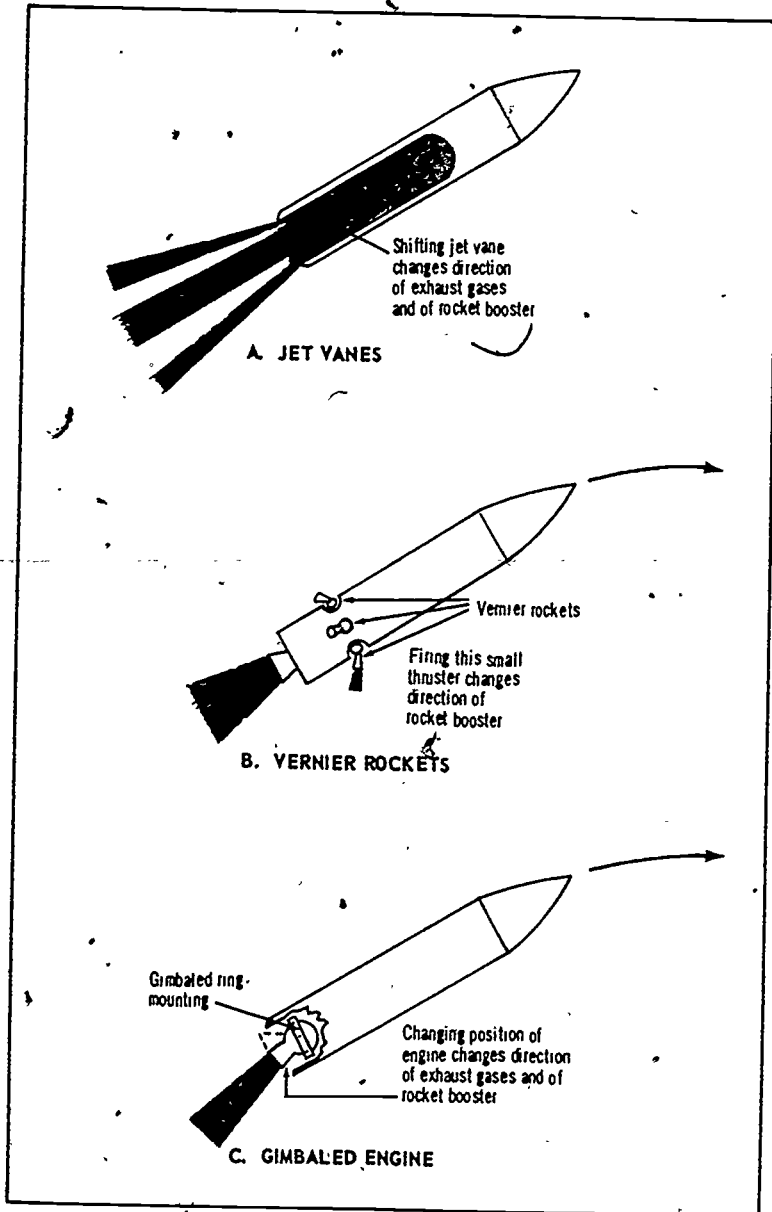 Shifting jet vane
changes direction
of exhaust gases
and of rocket booster
A. JET VANES
Vernier rockets
Firing this small
thruster changes
direction of
rocket booster
B. VERNIER ROCKETS
Gimbaled ring
mounting
Changing position of
engine changes direction
of exhaust gases and of
rocket booster
C. GIMBALED ENGINE